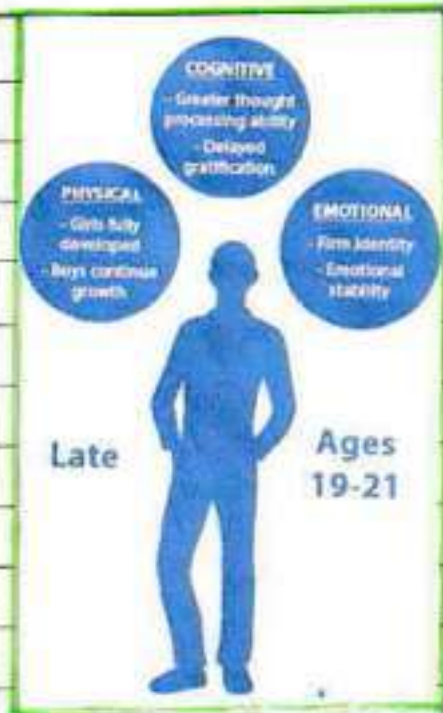 COGNITIVE
- Greater thought
processing ability
- Delayed
gratification
PHYSICAL
- Girls fully
developed
- Boys continue
growth
EMOTIONAL
- Firm identity
- Emotional
stability
Late
Ages
19-21